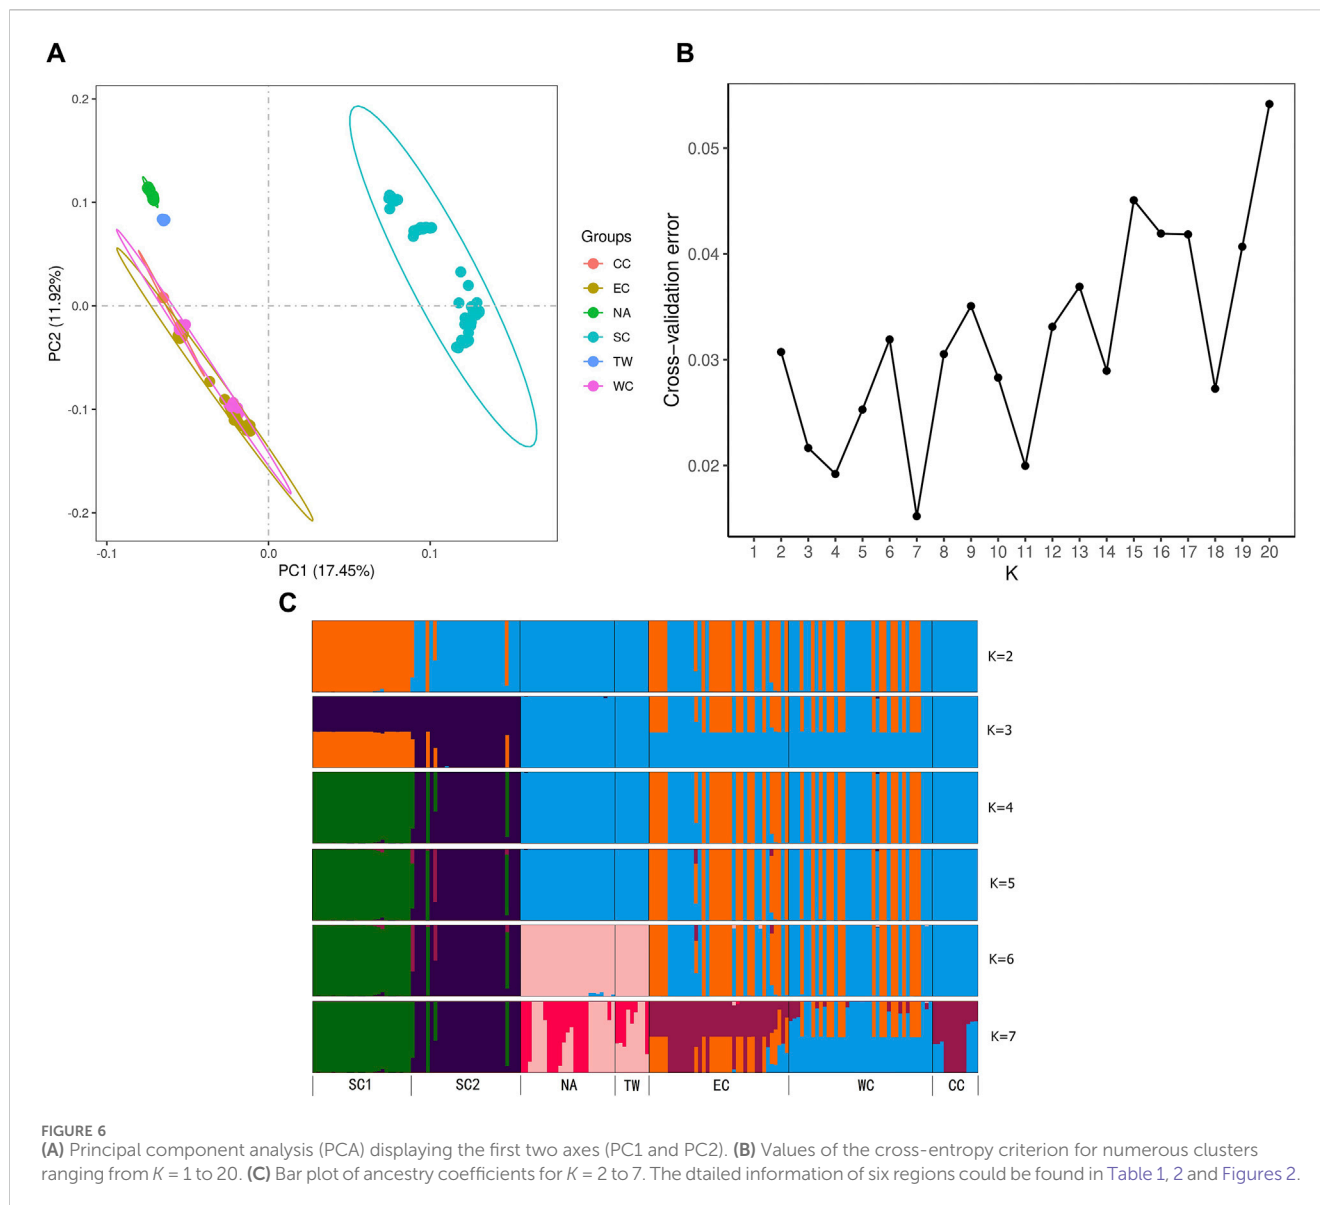 A
B
0.2
0.1
0.0
-0.1
-0.2
PC2 (11.92%)
-0.1
0.0
0.1
PC1 (17.45%)
Groups
CC
EC
NA
SC
TW
WC
0.05
0.04
0.03
0.02
Cross-validation error
1 2 3 4 5 6 7 8 9 10 11 12 13 14 15 16 17 18 19 20
K
C
K=2
K=3
K=4
K=5
K=6
K=7
SC1 SC2 NA TW EC WC CC
FIGURE 6
(A) Principal component analysis (PCA) displaying the first two axes (PC1 and PC2). (B) Values of the cross-entropy criterion for numerous clusters
ranging from K = 1 to 20. (C) Bar plot of ancestry coefficients for K = 2 to 7. The dtailed information of six regions could be found in Table 1, 2 and Figures 2.